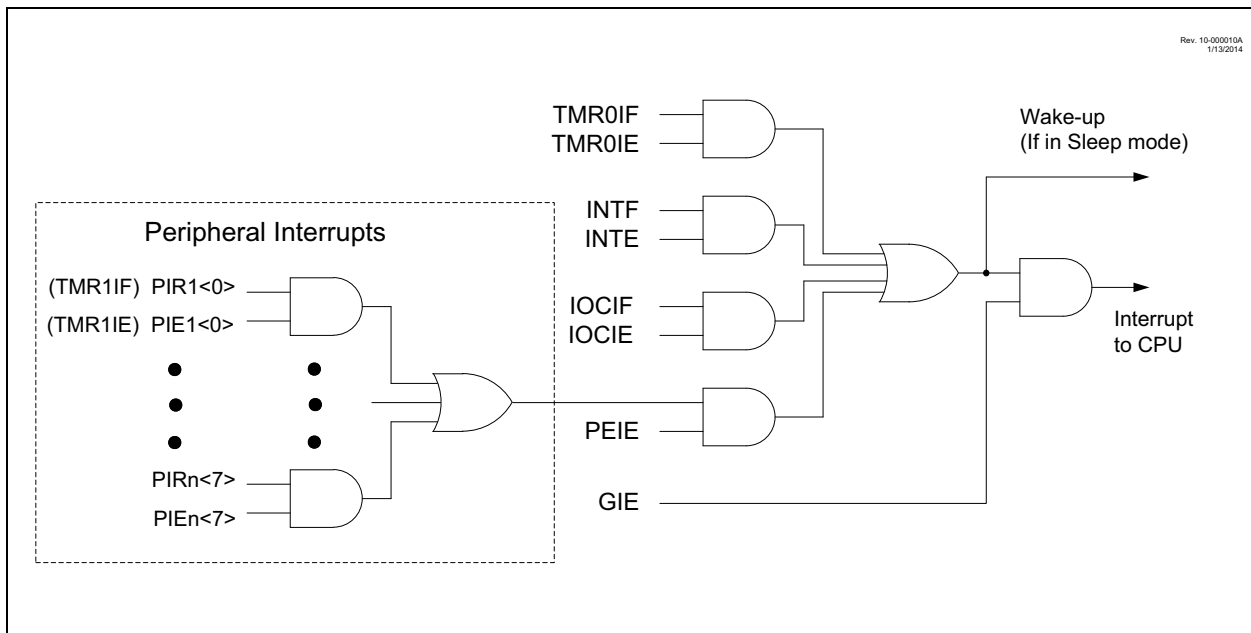 Rev. 10-000010A
1/13/2014
TMR0IF
TMR0IE
Wake-up
(If in Sleep mode)
INTF
INTE
Peripheral Interrupts
(TMR1IF) PIR1<0>
(TMR1IE) PIE1<0>
IOCIF
IOCIE
Interrupt
to CPU
PEIE
PIRn<7>
PIEn<7>
GIE